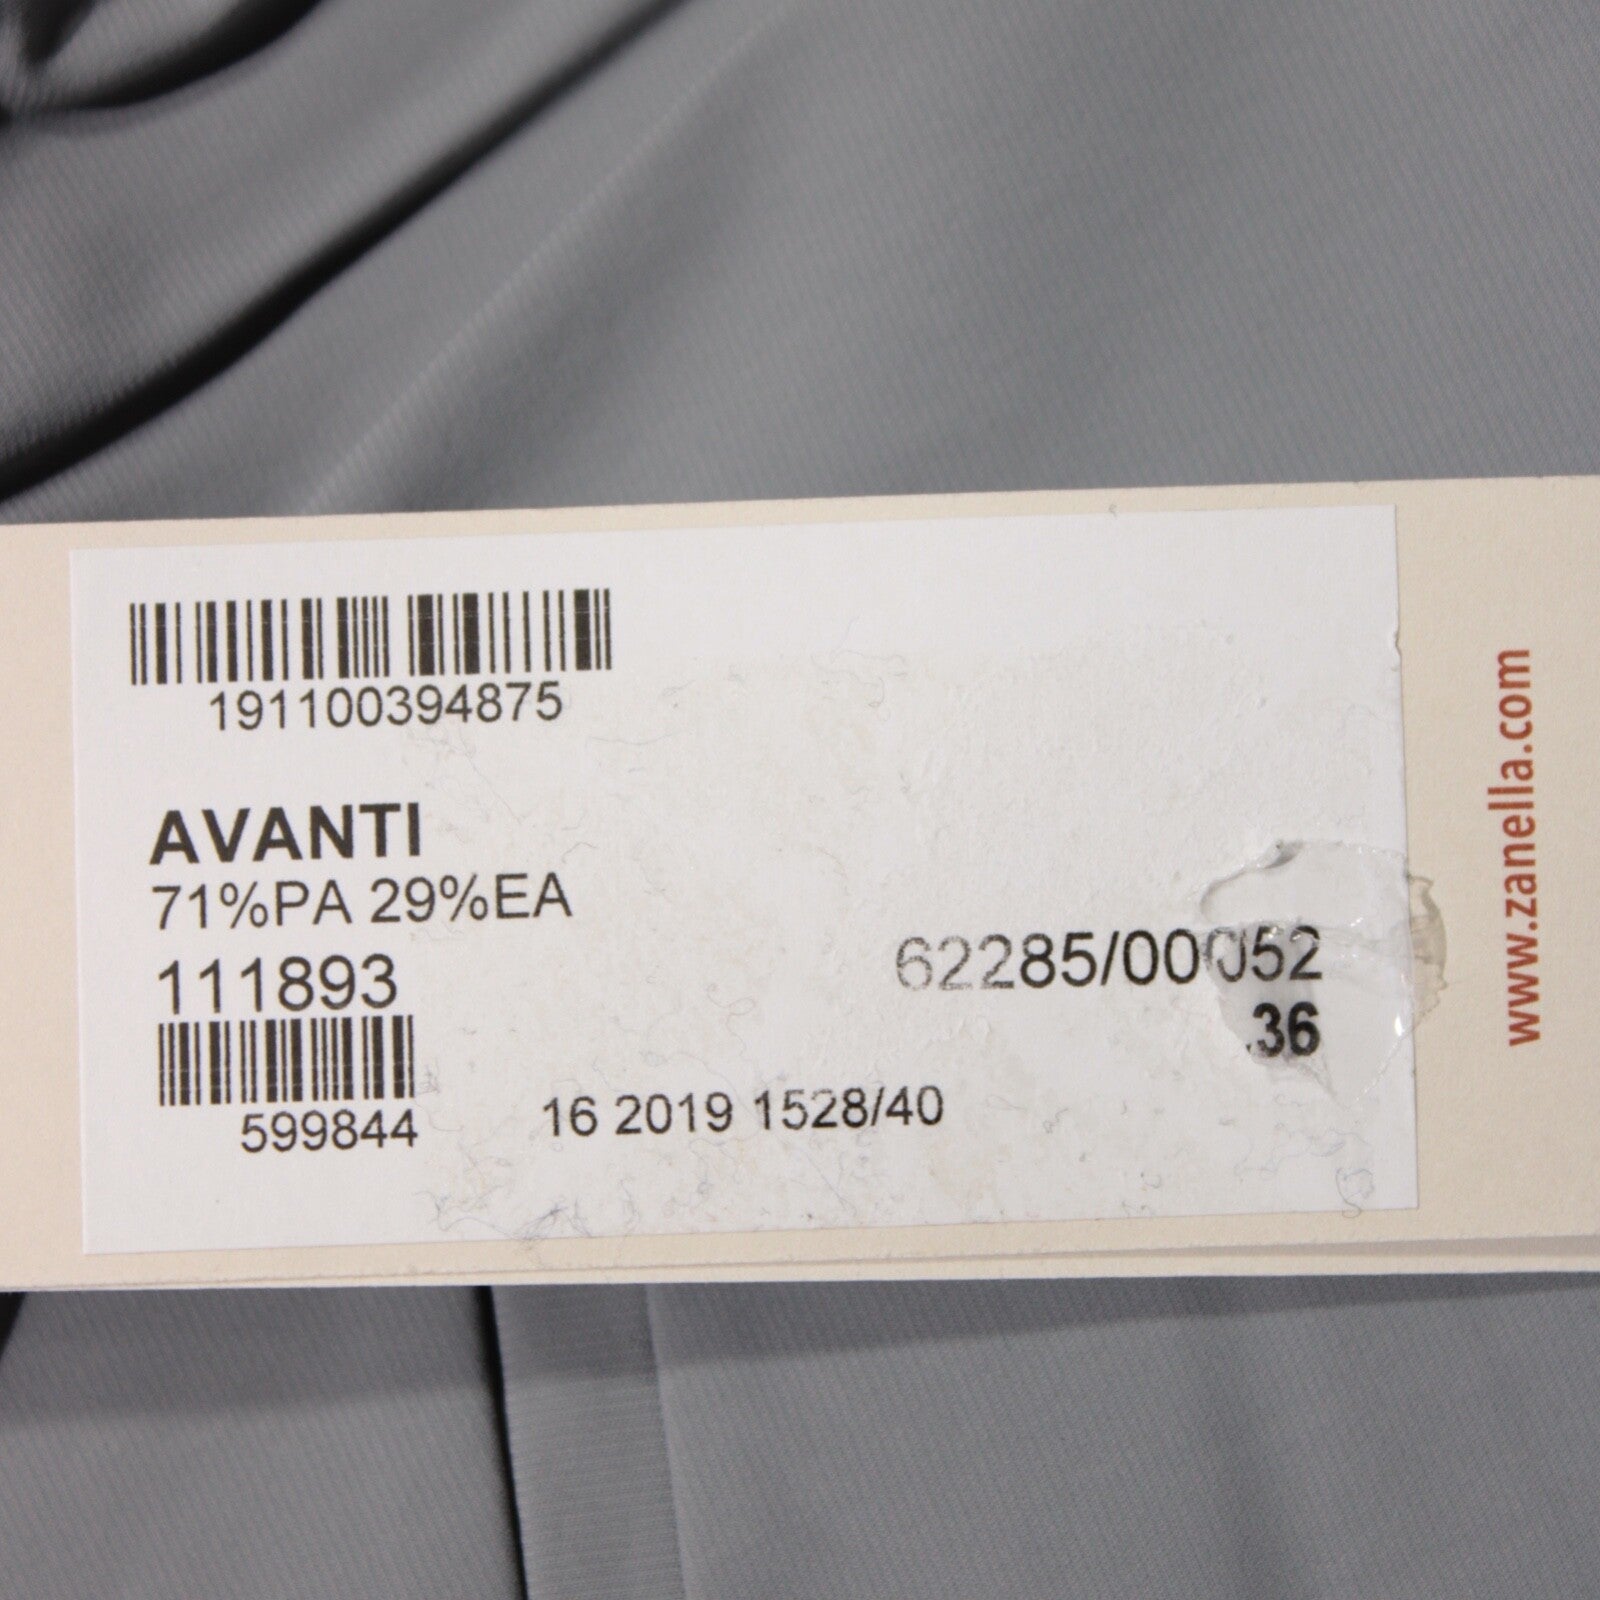 191100394875
AVANTI
71%PA 29%EA
111893
62285/00052
36
599844
16 2019 1528/40
www.zanella.com